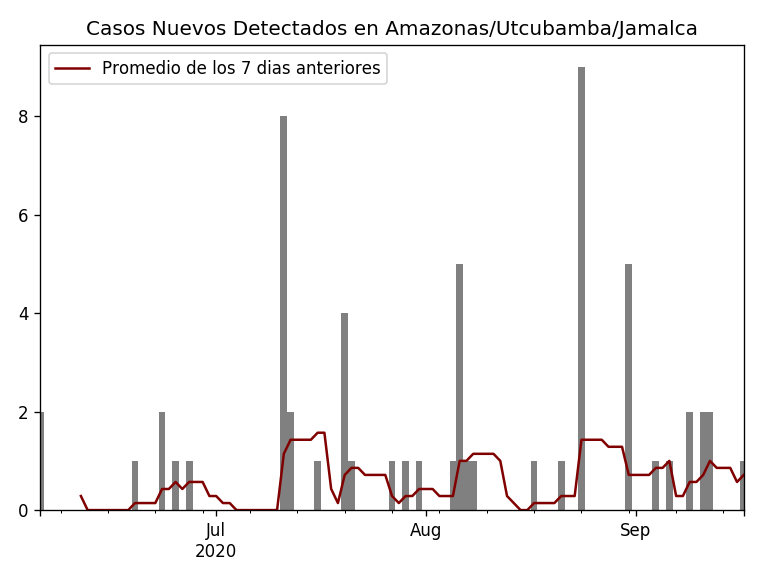 Casos Nuevos Detectados en Amazonas/Utcubamba/Jamalca
Promedio de los 7 dias anteriores
8
6
4
2
0
Jul
2020
Aug
Sep